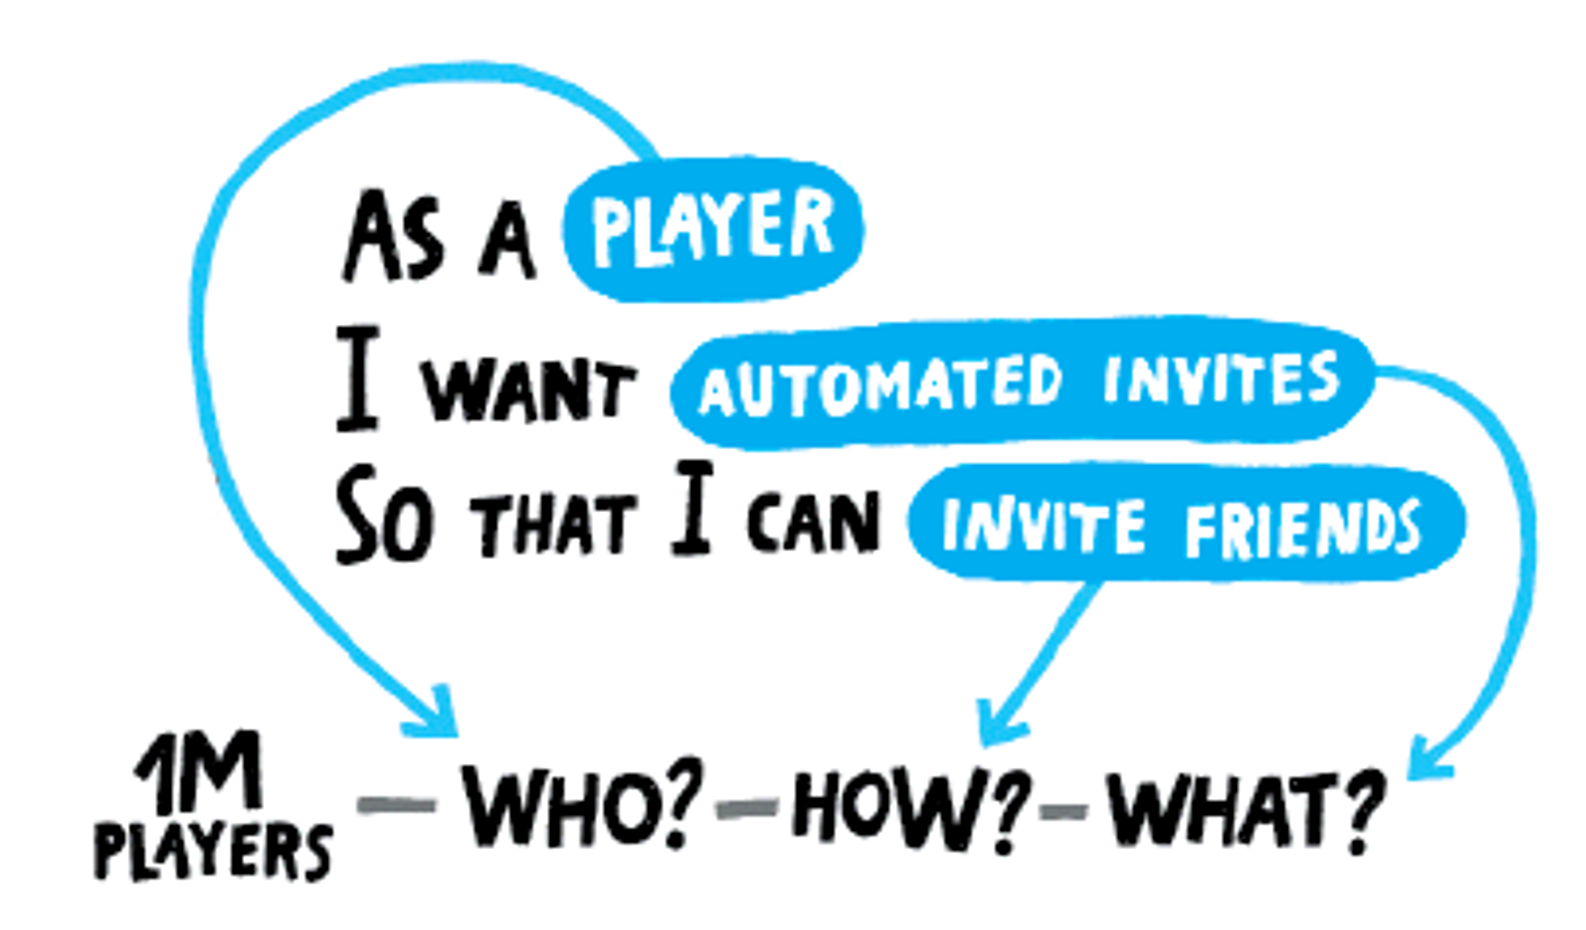 AS A PLAYER
I WANT AUTOMATED INVITES
SO THAT I CAN INVITE FRIENDS
1M
PLAYERS — WHO? — HOW? — WHAT?